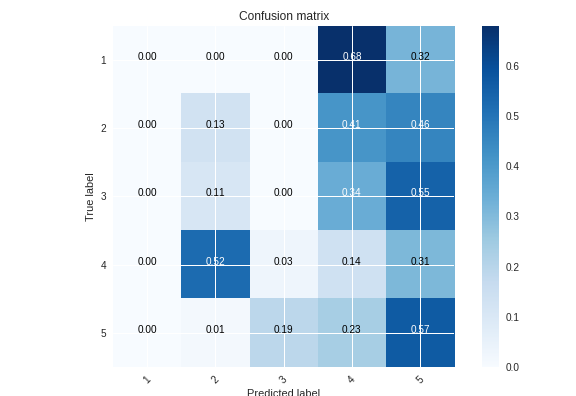 Confusion matrix
1 0.00 0.00 0.00 0.68 0.32
2 0.00 0.13 0.00 0.41 0.46
3 0.00 0.11 0.00 0.34 0.55
4 0.00 0.52 0.03 0.14 0.31
5 0.00 0.01 0.19 0.23 0.57
1 2 3 4 5
Predicted label
True label
0.6
0.5
0.4
0.3
0.2
0.1
0.0